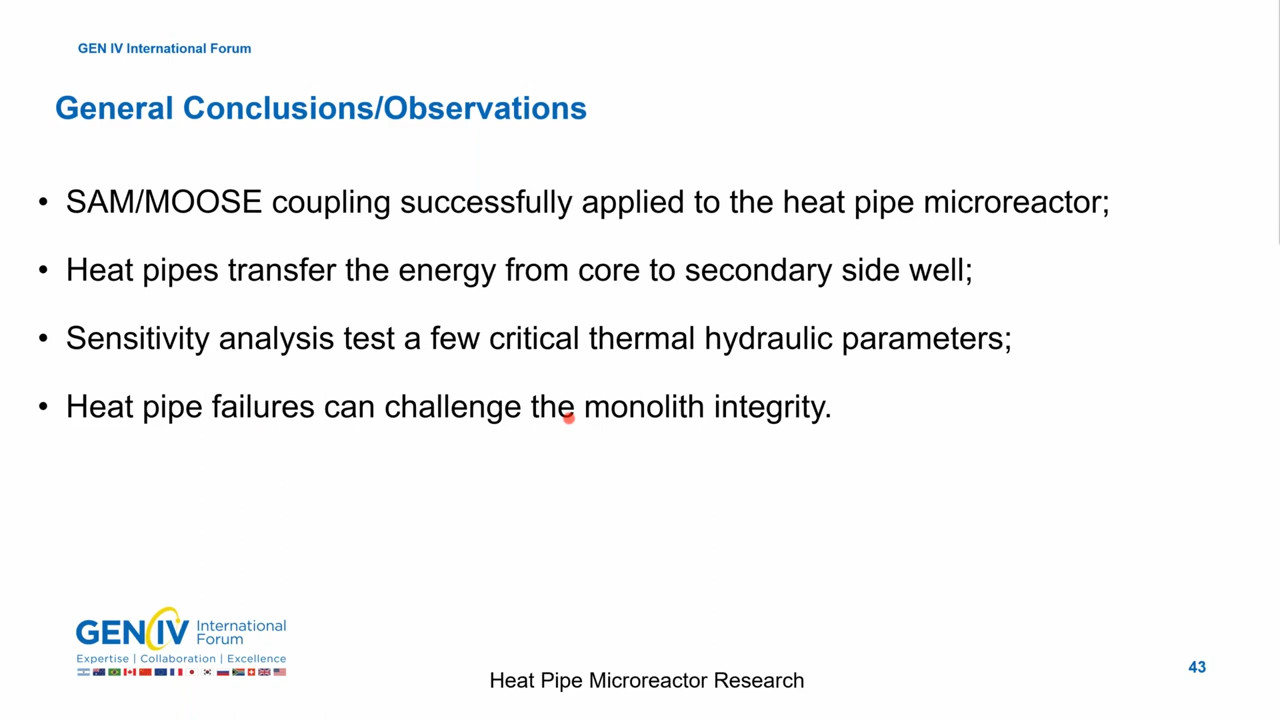 GEN IV International Forum
General Conclusions/Observations
• SAM/MOOSE coupling successfully applied to the heat pipe microreactor;
• Heat pipes transfer the energy from core to secondary side well;
• Sensitivity analysis test a few critical thermal hydraulic parameters;
• Heat pipe failures can challenge the monolith integrity.
GEN IV International
Forum
Expertise | Collaboration | Excellence
Heat Pipe Microreactor Research
43